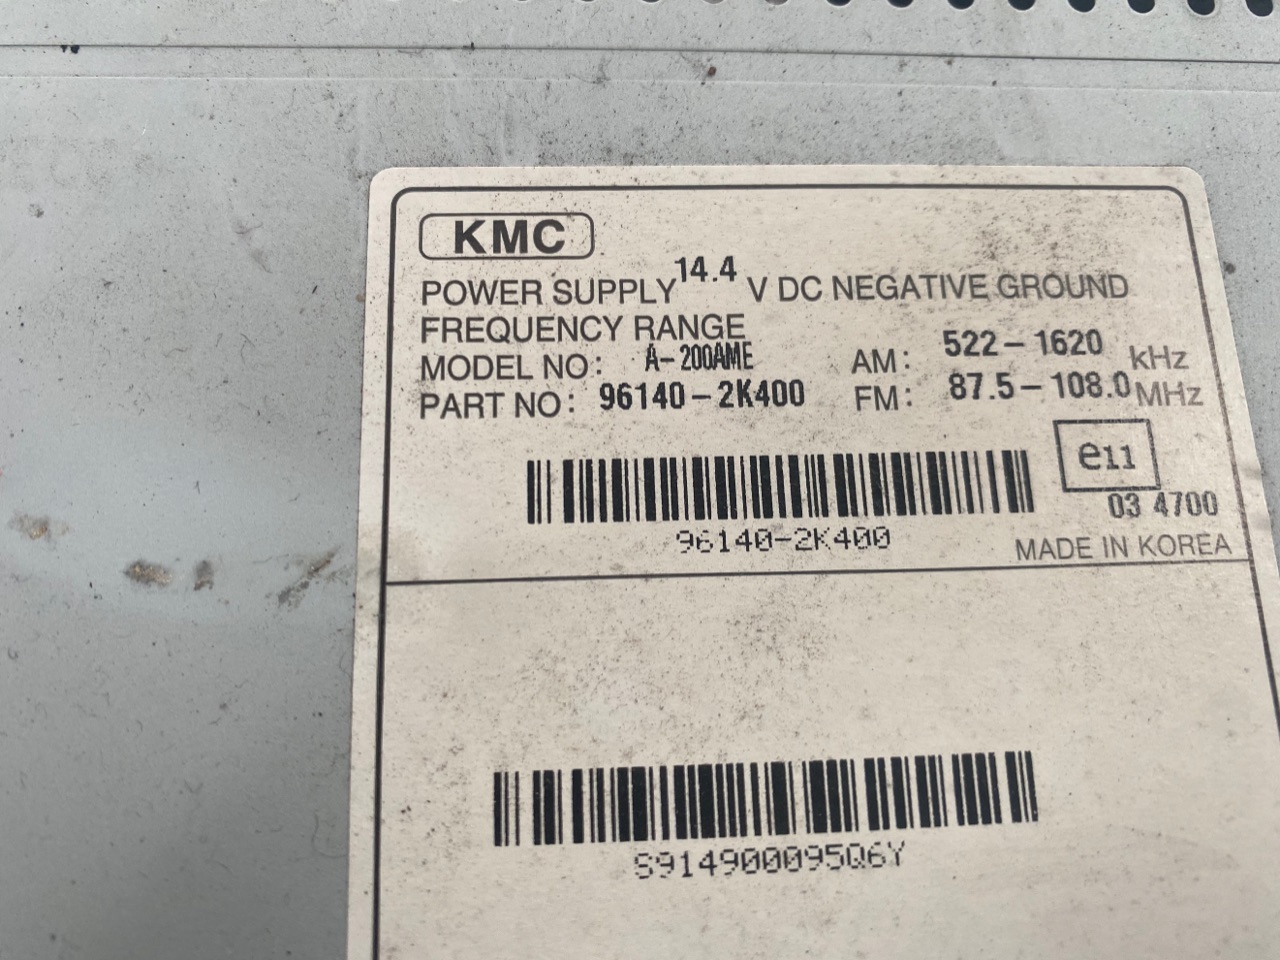 KMC
POWER SUPPLY 14.4 V DC NEGATIVE GROUND
FREQUENCY RANGE
MODEL NO: A-200AME AM: 522-1620 kHz
PART NO: 96140-2K400 FM: 87.5-108.0 MHz
e11
03 4700
96140-2K400
MADE IN KOREA
S914900095Q6Y